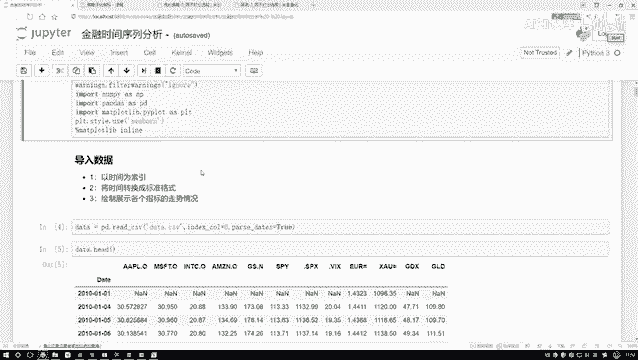 jupyter 金融时间序列分析 (autosaved)
File Edit View Insert Cell Kernel Widgets Help
Not Trusted Python 3
Code
warnings.filterwarnings("ignore")
import numpy as np
import pandas as pd
import matplotlib.pyplot as plt
plt.style.use("seaborn")
%matplotlib inline
导入数据
1：以时间为索引
2：将时间转换成标准格式
3：绘制展示各个指标的走势情况
In [4]: data = pd.read_csv("data.csv",index_col=0,parse_dates=True)
In [5]: data.head()
Out[5]:
AAPL.O MSFT.O INTC.O AMZN.O GS.N SPY .SPX .VIX EUR= XAU= GDX GLD
Date
2010-01-01 NaN NaN NaN NaN NaN NaN NaN NaN 1.4323 1096.35 NaN NaN
2010-01-04 30.572827 30.950 20.88 133.90 173.08 113.33 1132.99 20.04 1.4411 1120.00 47.71 109.80
2010-01-05 30.625684 30.960 20.87 134.69 176.14 113.63 1136.52 19.35 1.4368 1118.65 48.17 109.70
2010-01-06 30.138541 30.770 20.80 132.25 174.26 113.71 1137.14 19.16 1.4412 1138.50 49.34 111.51